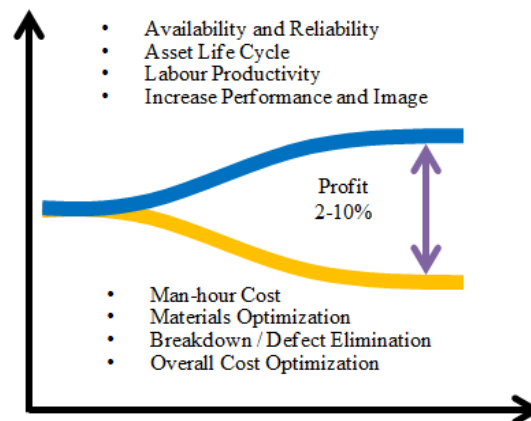 • Availability and Reliability
• Asset Life Cycle
• Labour Productivity
• Increase Performance and Image
Profit
2-10%
• Man-hour Cost
• Materials Optimization
• Breakdown / Defect Elimination
• Overall Cost Optimization